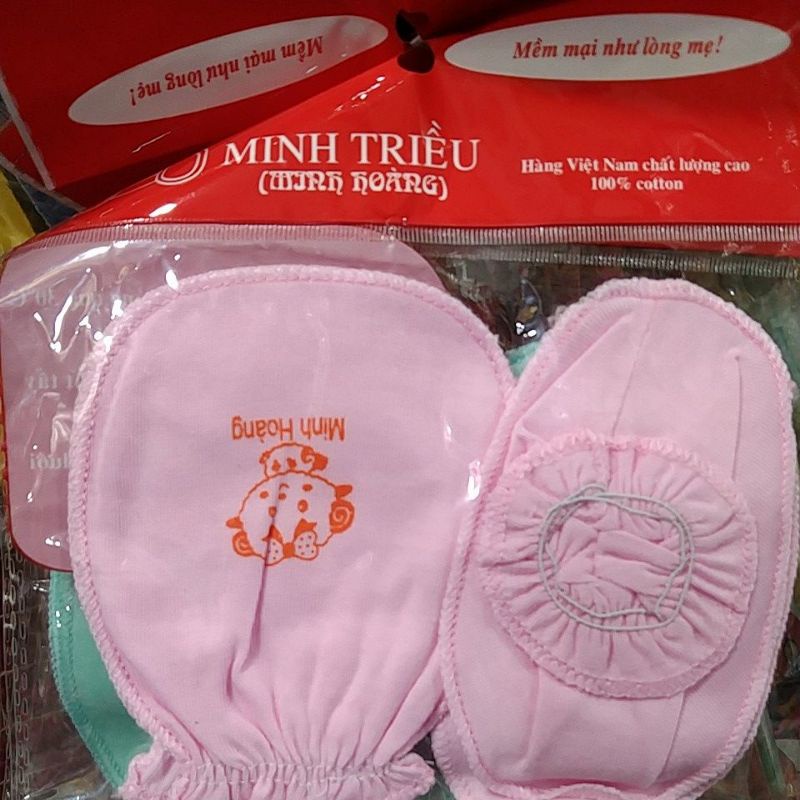 Mềm mại như lòng mẹ!
Mềm mại như lòng mẹ!
MINH TRIỀU
(MINH HOÀNG)
Hàng Việt Nam chất lượng cao
100% cotton
Minh Hoàng